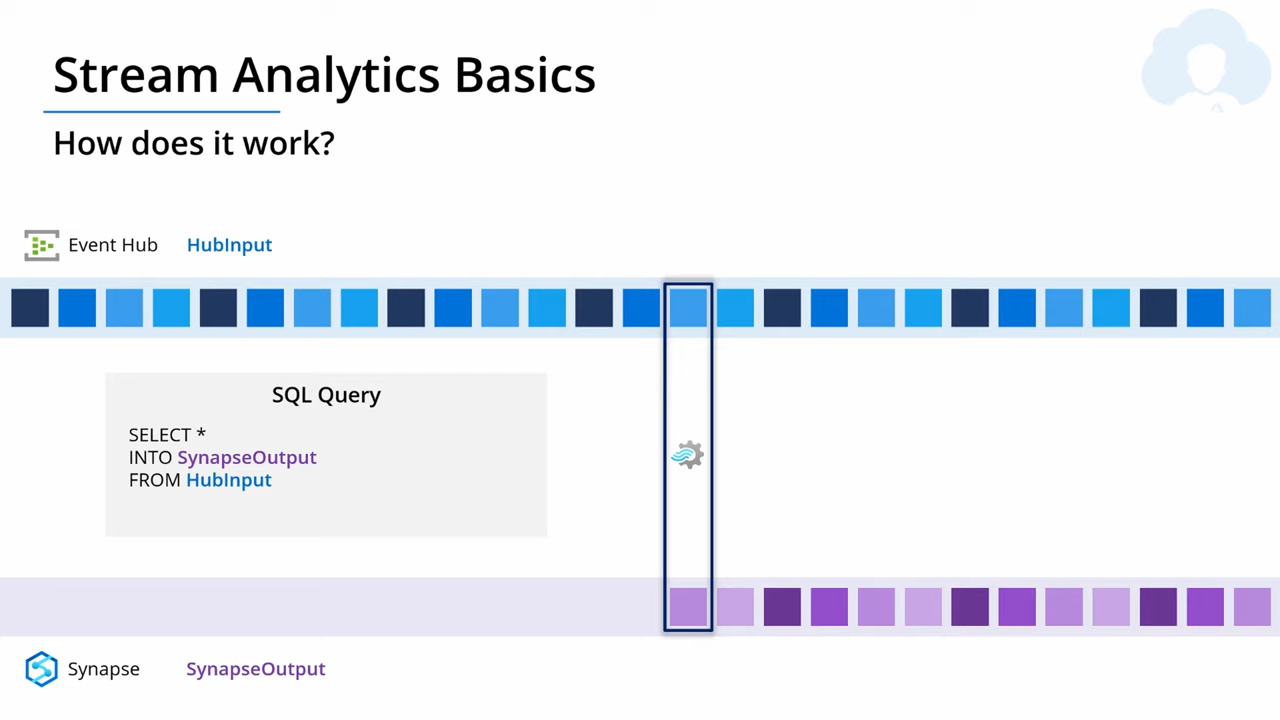 Stream Analytics Basics
How does it work?
Event Hub HubInput
SQL Query
SELECT *
INTO SynapseOutput
FROM HubInput
Synapse SynapseOutput